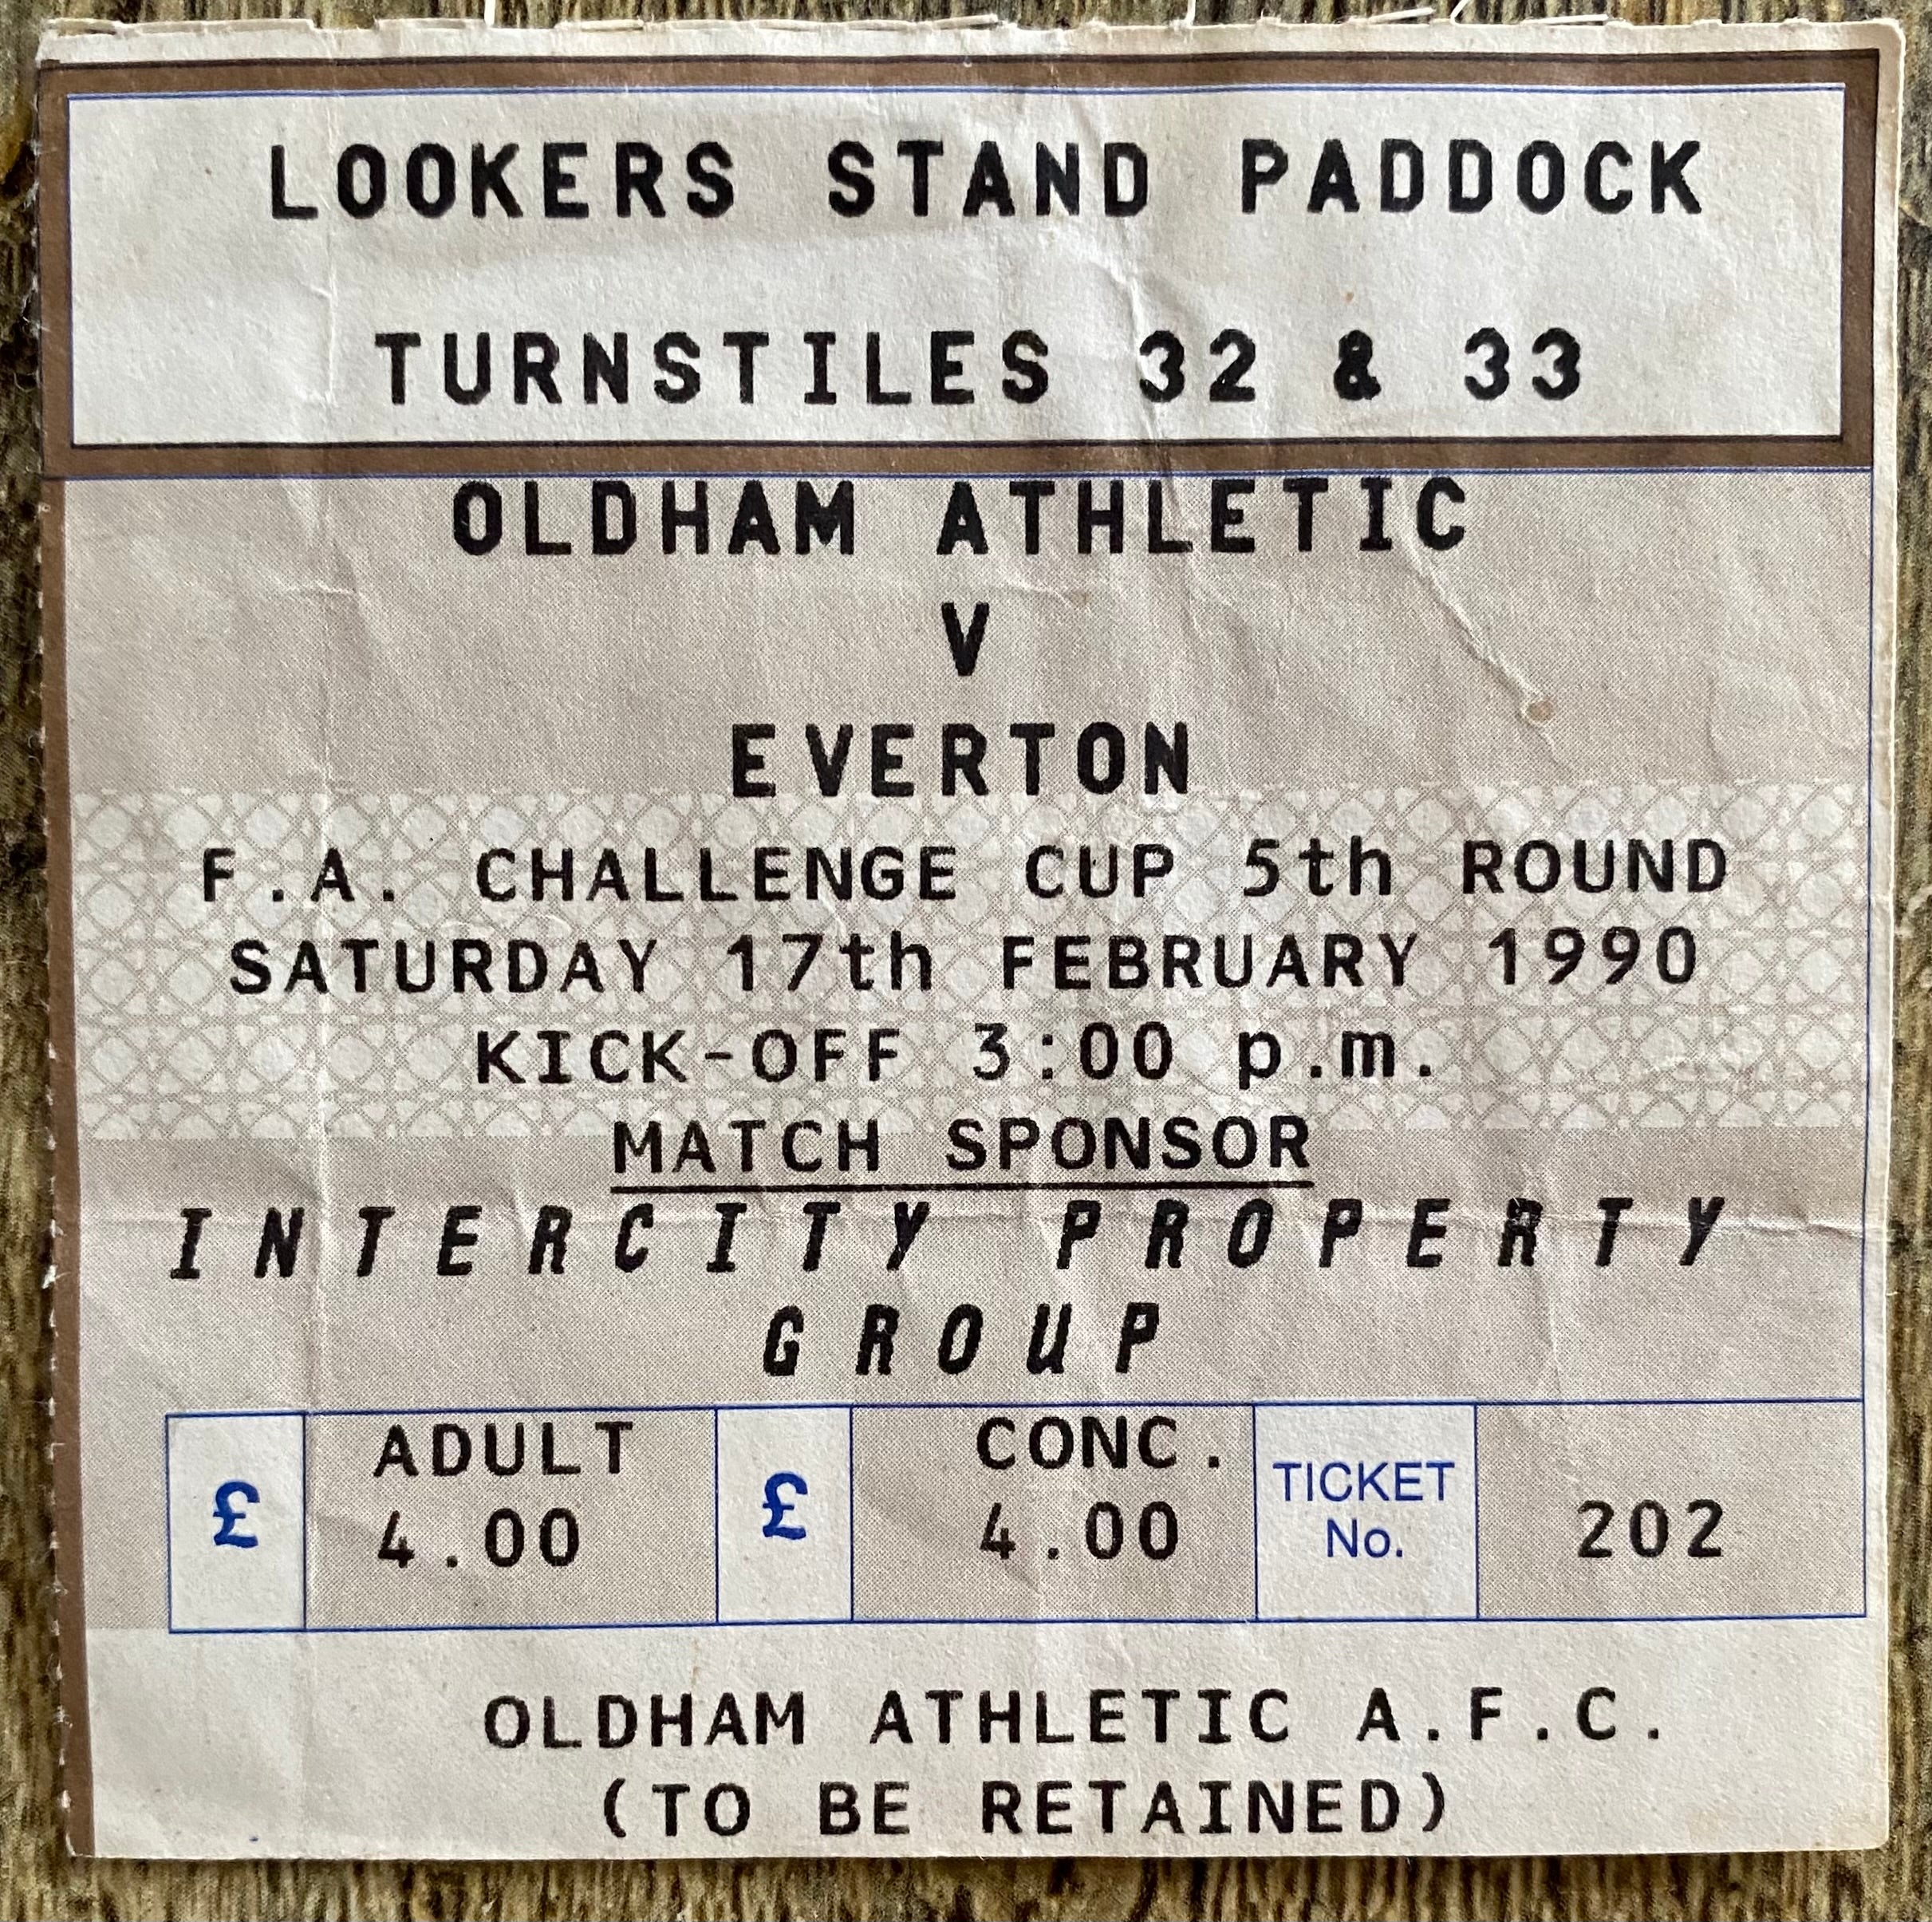 LOOKERS STAND PADDOCK
TURNSTILES 32 & 33
OLDHAM ATHLETIC
V
EVERTON
F.A. CHALLENGE CUP 5th ROUND
SATURDAY 17th FEBRUARY 1990
KICK-OFF 3:00 p.m.
MATCH SPONSOR
INTERCITY PROPERTY
GROUP
£ ADULT 4.00 £ CONC. 4.00 TICKET No. 202
OLDHAM ATHLETIC A.F.C.
(TO BE RETAINED)